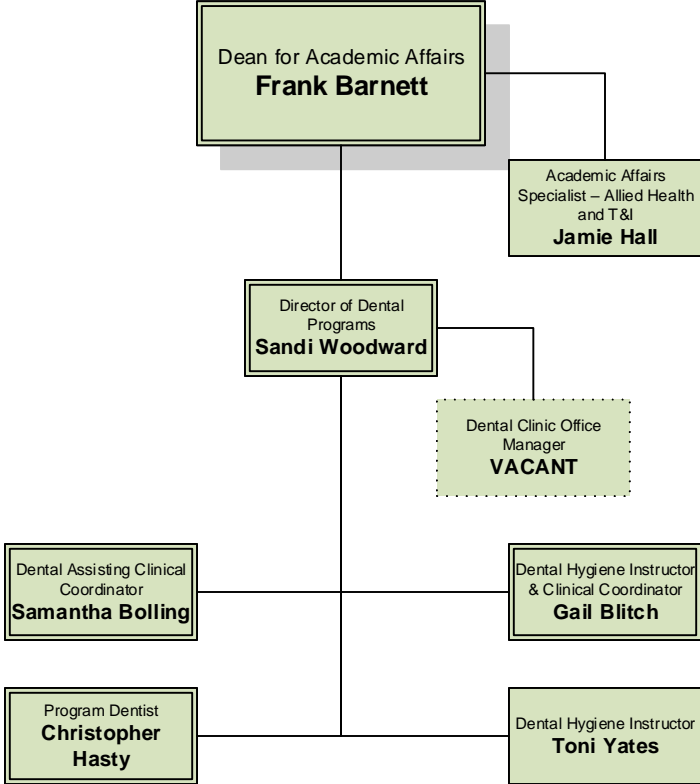 Dean for Academic Affairs
Frank Barnett
Academic Affairs
Specialist – Allied Health
and T&I
Jamie Hall
Director of Dental
Programs
Sandi Woodward
Dental Clinic Office
Manager
VACANT
Dental Assisting Clinical
Coordinator
Samantha Bolling
Dental Hygiene Instructor
& Clinical Coordinator
Gail Blitch
Program Dentist
Christopher
Hasty
Dental Hygiene Instructor
Toni Yates